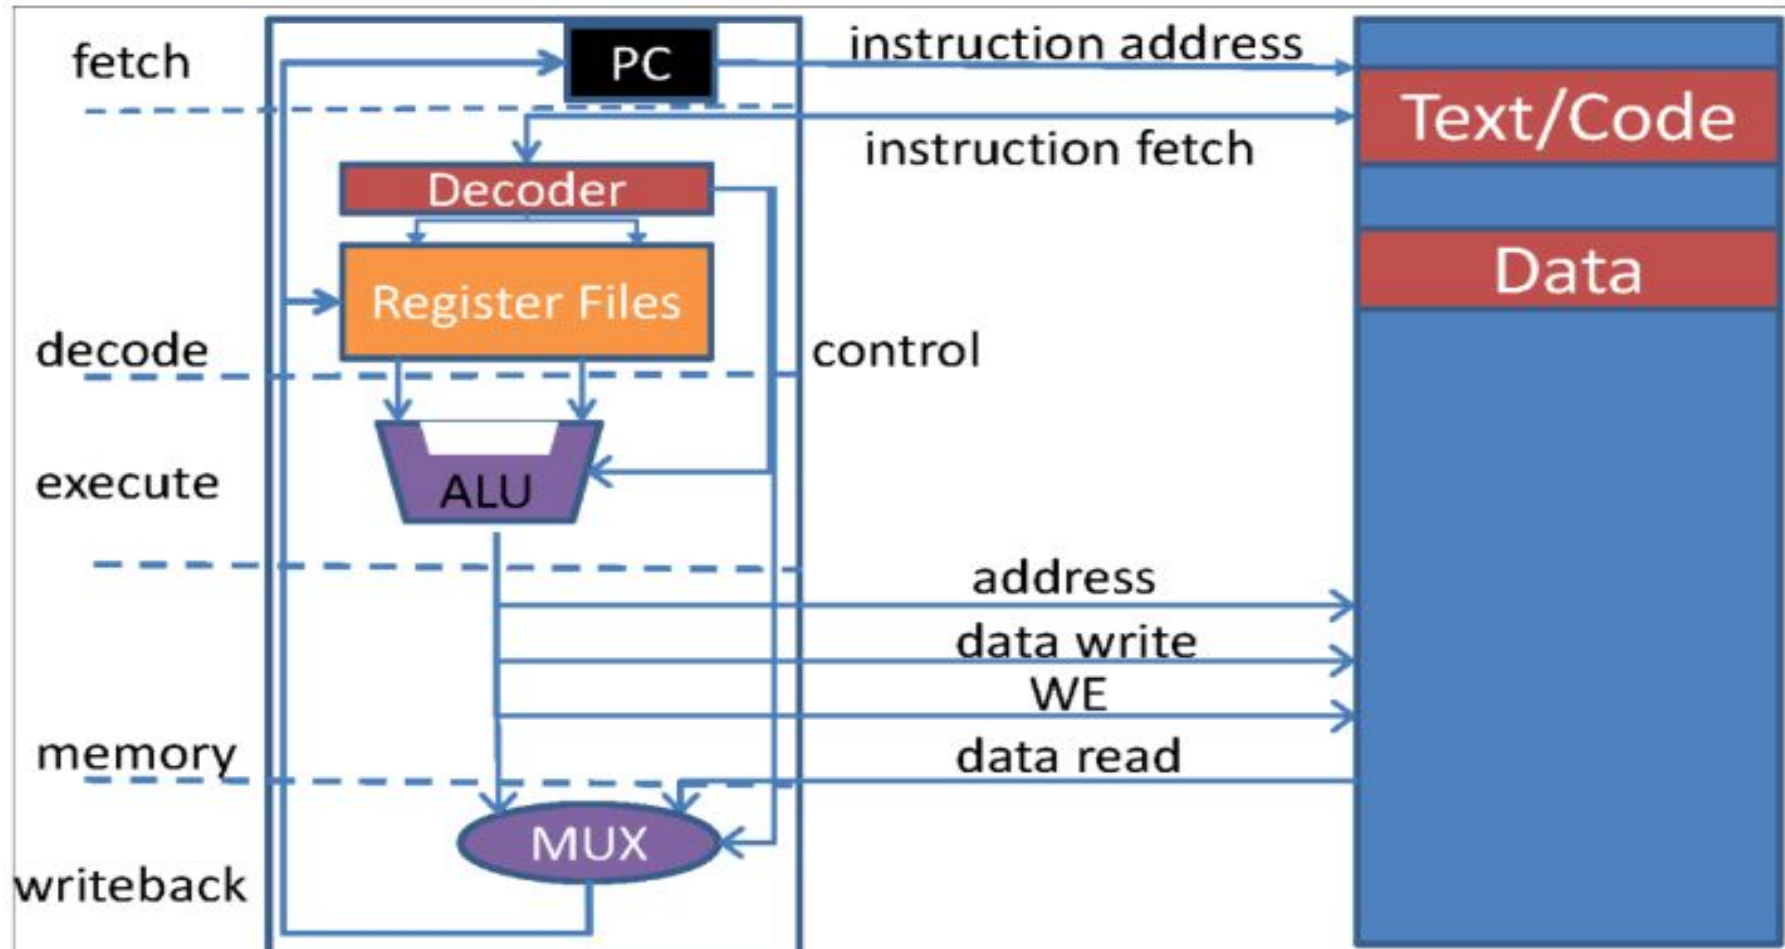 fetch
PC
instruction address
Text/Code
instruction fetch
Decoder
Data
Register Files
decode
control
execute
ALU
address
data write
WE
memory
data read
MUX
writeback